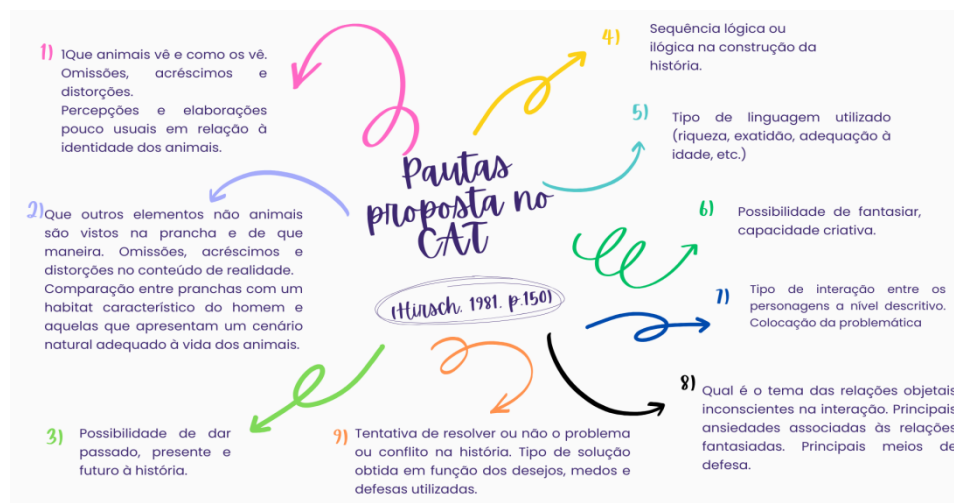 Pautas
proposta no
CAT
(Hirsch. 1981. p.150)
1) 1Que animais vê e como os vê.
Omissões, acréscimos e
distorções.
Percepções e elaborações
pouco usuais em relação à
identidade dos animais.
2) Que outros elementos não animais
são vistos na prancha e de que
maneira. Omissões, acréscimos e
distorções no conteúdo de realidade.
Comparação entre pranchas com um
habitat característico do homem e
aquelas que apresentam um cenário
natural adequado à vida dos animais.
3) Possibilidade de dar
passado, presente e
futuro à história.
4) Sequência lógica ou
ilógica na construção da
história.
5) Tipo de linguagem utilizado
(riqueza, exatidão, adequação à
idade, etc.)
6) Possibilidade de fantasiar,
capacidade criativa.
7) Tipo de interação entre os
personagens a nível descritivo.
Colocação da problemática
8) Qual é o tema das relações objetais
inconscientes na interação. Principais
ansiedades associadas às relações
fantasiadas. Principais meios de
defesa.
9) Tentativa de resolver ou não o problema
ou conflito na história. Tipo de solução
obtida em função dos desejos, medos e
defesas utilizadas.